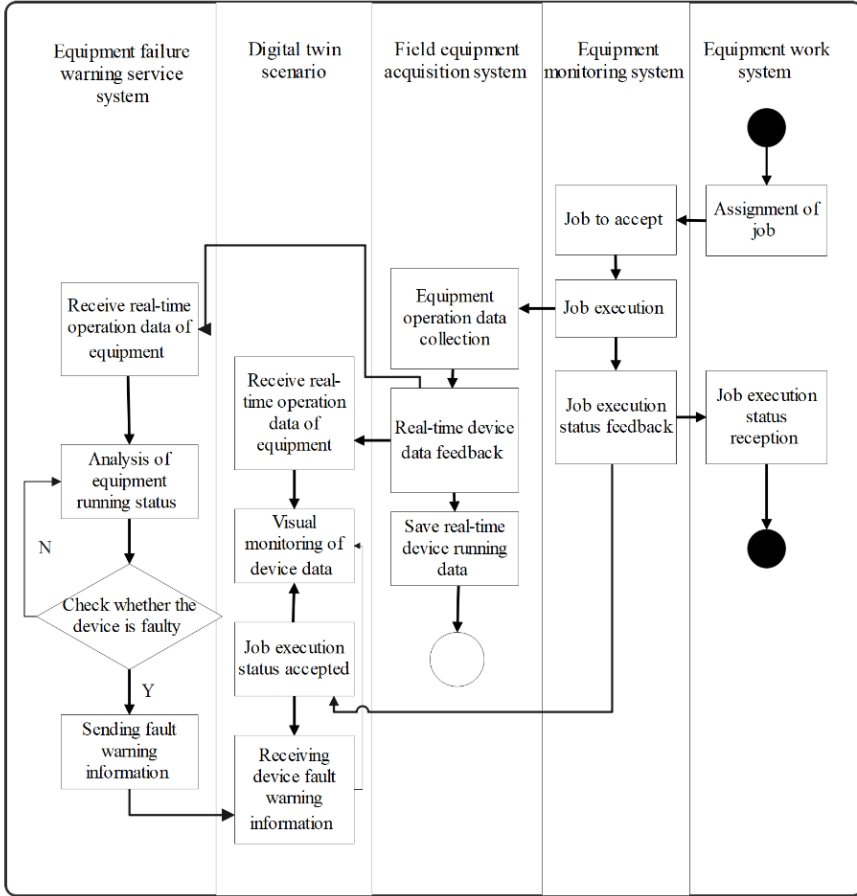 Equipment failure
warning service
system
Digital twin
scenario
Field equipment
acquisition system
Equipment
monitoring system
Equipment work
system
Assignment of
job
Job to accept
Job execution
Equipment
operation data
collection
Receive real-time
operation data of
equipment
Receive real-
time operation
data of
equipment
Real-time device
data feedback
Job execution
status feedback
Job execution
status
reception
Analysis of
equipment
running status
Visual
monitoring of
device data
Save real-time
device running
data
N
Check whether the
device is faulty
Job execution
status accepted
Y
Sending fault
warning
information
Receiving
device fault
warning
information